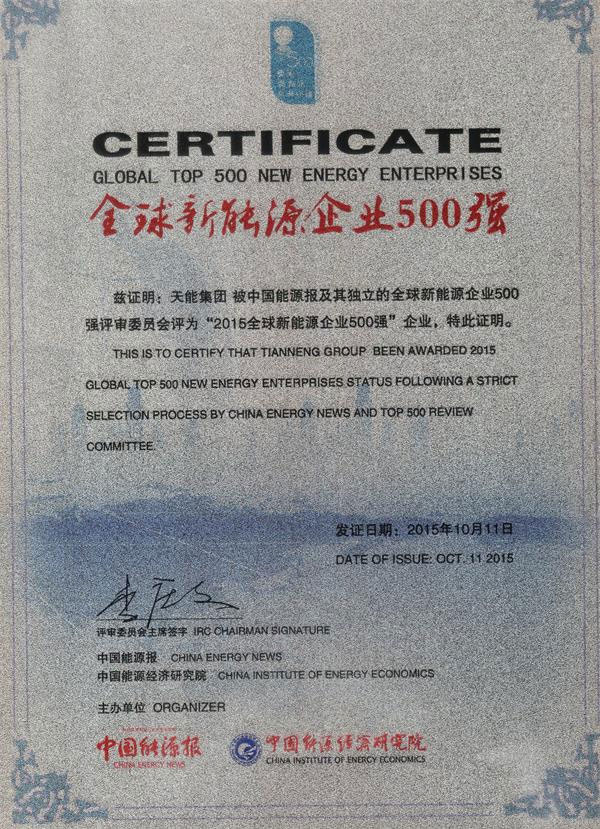 500
CERTIFICATE
GLOBAL TOP 500 NEW ENERGY ENTERPRISES
全球新能源企业500强
兹证明：天能集团 被中国能源报及其独立的全球新能源企业500
强评审委员会评为“2015全球新能源企业500强”企业，特此证明。
THIS IS TO CERTIFY THAT TIANNENG GROUP BEEN AWARDED 2015
GLOBAL TOP 500 NEW ENERGY ENTERPRISES STATUS FOLLOWING A STRICT
SELECTION PROCESS BY CHINA ENERGY NEWS AND TOP 500 REVIEW
COMMITTEE.
发证日期：2015年10月11日
DATE OF ISSUE: OCT. 11 2015
评审委员会主席签字 IRC CHAIRMAN SIGNATURE
中国能源报 CHINA ENERGY NEWS
中国能源经济研究院 CHINA INSTITUTE OF ENERGY ECONOMICS
主办单位 ORGANIZER
中国能源报 中国能源经济研究院
CHINA ENERGY NEWS CHINA INSTITUTE OF ENERGY ECONOMICS